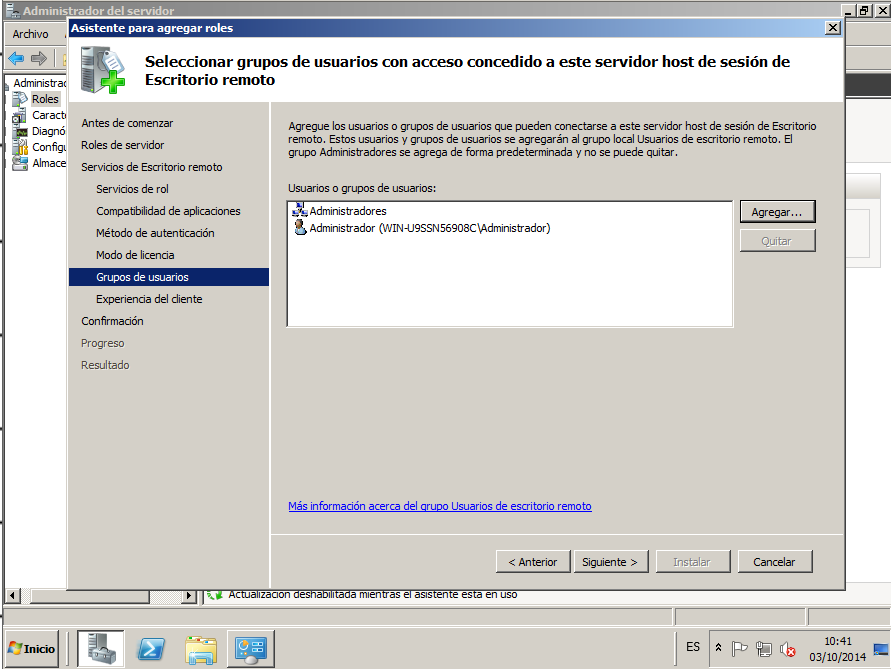 Administrador del servidor
Archivo
Asistente para agregar roles
Seleccionar grupos de usuarios con acceso concedido a este servidor host de sesión de
Escritorio remoto
Roles
Antes de comenzar
Roles de servidor
Servicios de Escritorio remoto
Servicios de rol
Compatibilidad de aplicaciones
Método de autenticación
Modo de licencia
Grupos de usuarios
Experiencia del cliente
Confirmación
Progreso
Resultado
Agregue los usuarios o grupos de usuarios que pueden conectarse a este servidor host de sesión de Escritorio
remoto. Estos usuarios y grupos de usuarios se agregarán al grupo local Usuarios de escritorio remoto. El
grupo Administradores se agrega de forma predeterminada y no se puede quitar.
Usuarios o grupos de usuarios:
Administradores
Administrador (WIN-U9SSN56908C\Administrador)
Agregar...
Quitar
Más información acerca del grupo Usuarios de escritorio remoto
< Anterior
Siguiente >
Instalar
Cancelar
Actualización deshabilitada mientras el asistente está en uso
Inicio
ES
10:41
03/10/2014